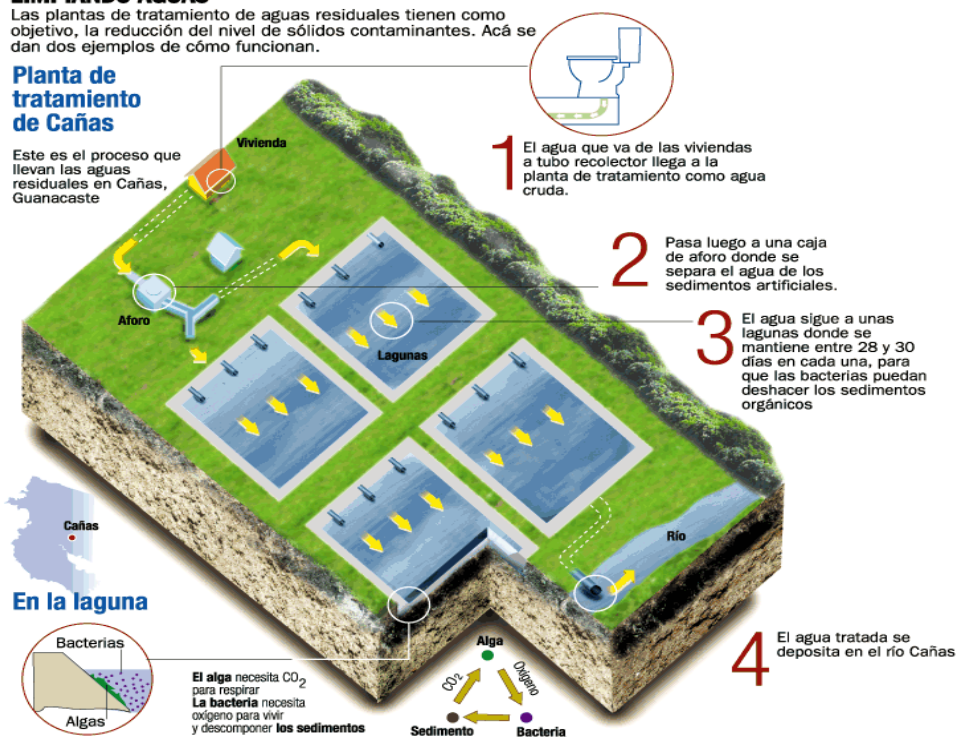 LIMPIANDO AGUAS
Las plantas de tratamiento de aguas residuales tienen como
objetivo, la reducción del nivel de sólidos contaminantes. Acá se
dan dos ejemplos de cómo funcionan.
Planta de
tratamiento
de Cañas
Este es el proceso que
llevan las aguas
residuales en Cañas,
Guanacaste
Vivienda
1
El agua que va de las viviendas
a tubo recolector llega a la
planta de tratamiento como agua
cruda.
2
Pasa luego a una caja
de aforo donde se
separa el agua de los
sedimentos artificiales.
Aforo
3
El agua sigue a unas
lagunas donde se
mantiene entre 28 y 30
días en cada una, para
que las bacterias puedan
deshacer los sedimentos
orgánicos
Lagunas
Cañas
Río
En la laguna
Bacterias
Algas
El alga necesita CO2
para respirar
La bacteria necesita
oxígeno para vivir
y descomponer los sedimentos
Alga
CO2
Oxígeno
Sedimento
Bacteria
4
El agua tratada se
deposita en el río Cañas